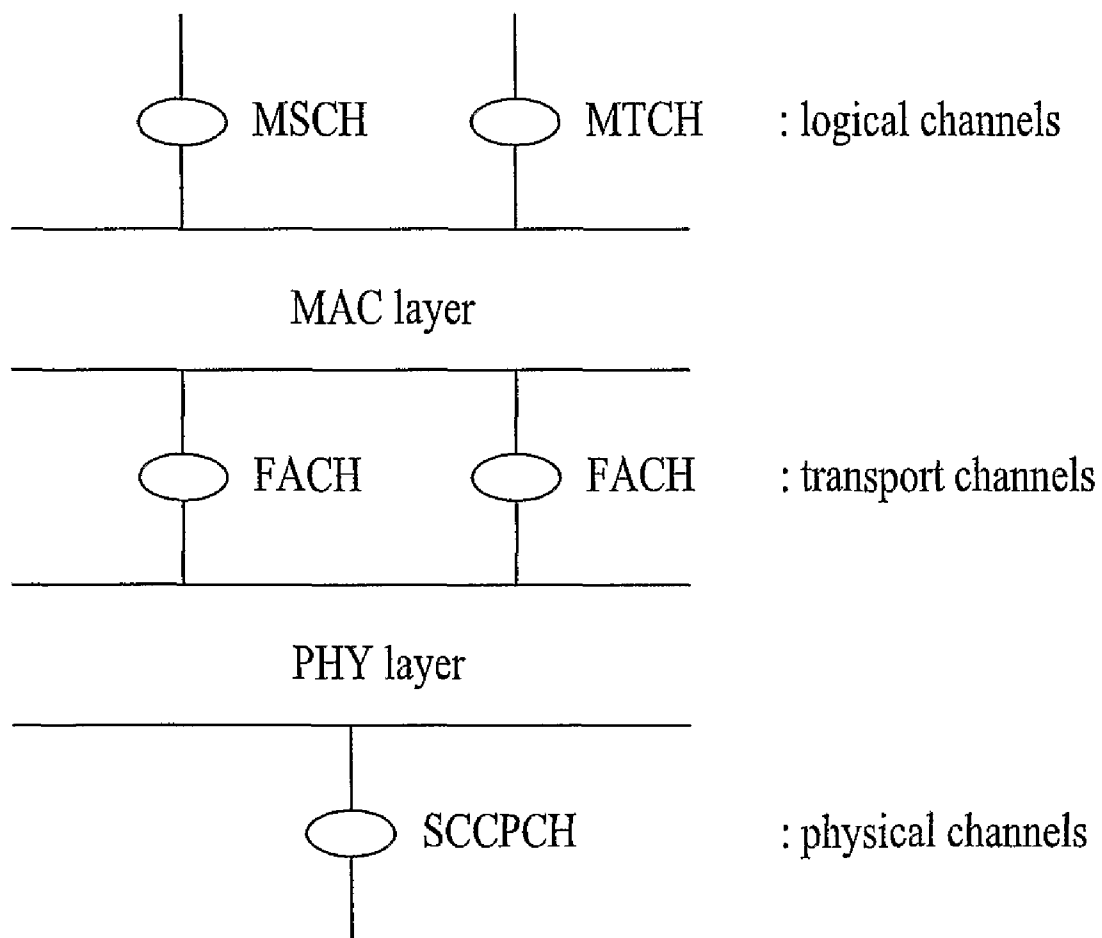 MSCH MTCH : logical channels
MAC layer
FACH FACH : transport channels
PHY layer
SCCPCH : physical channels